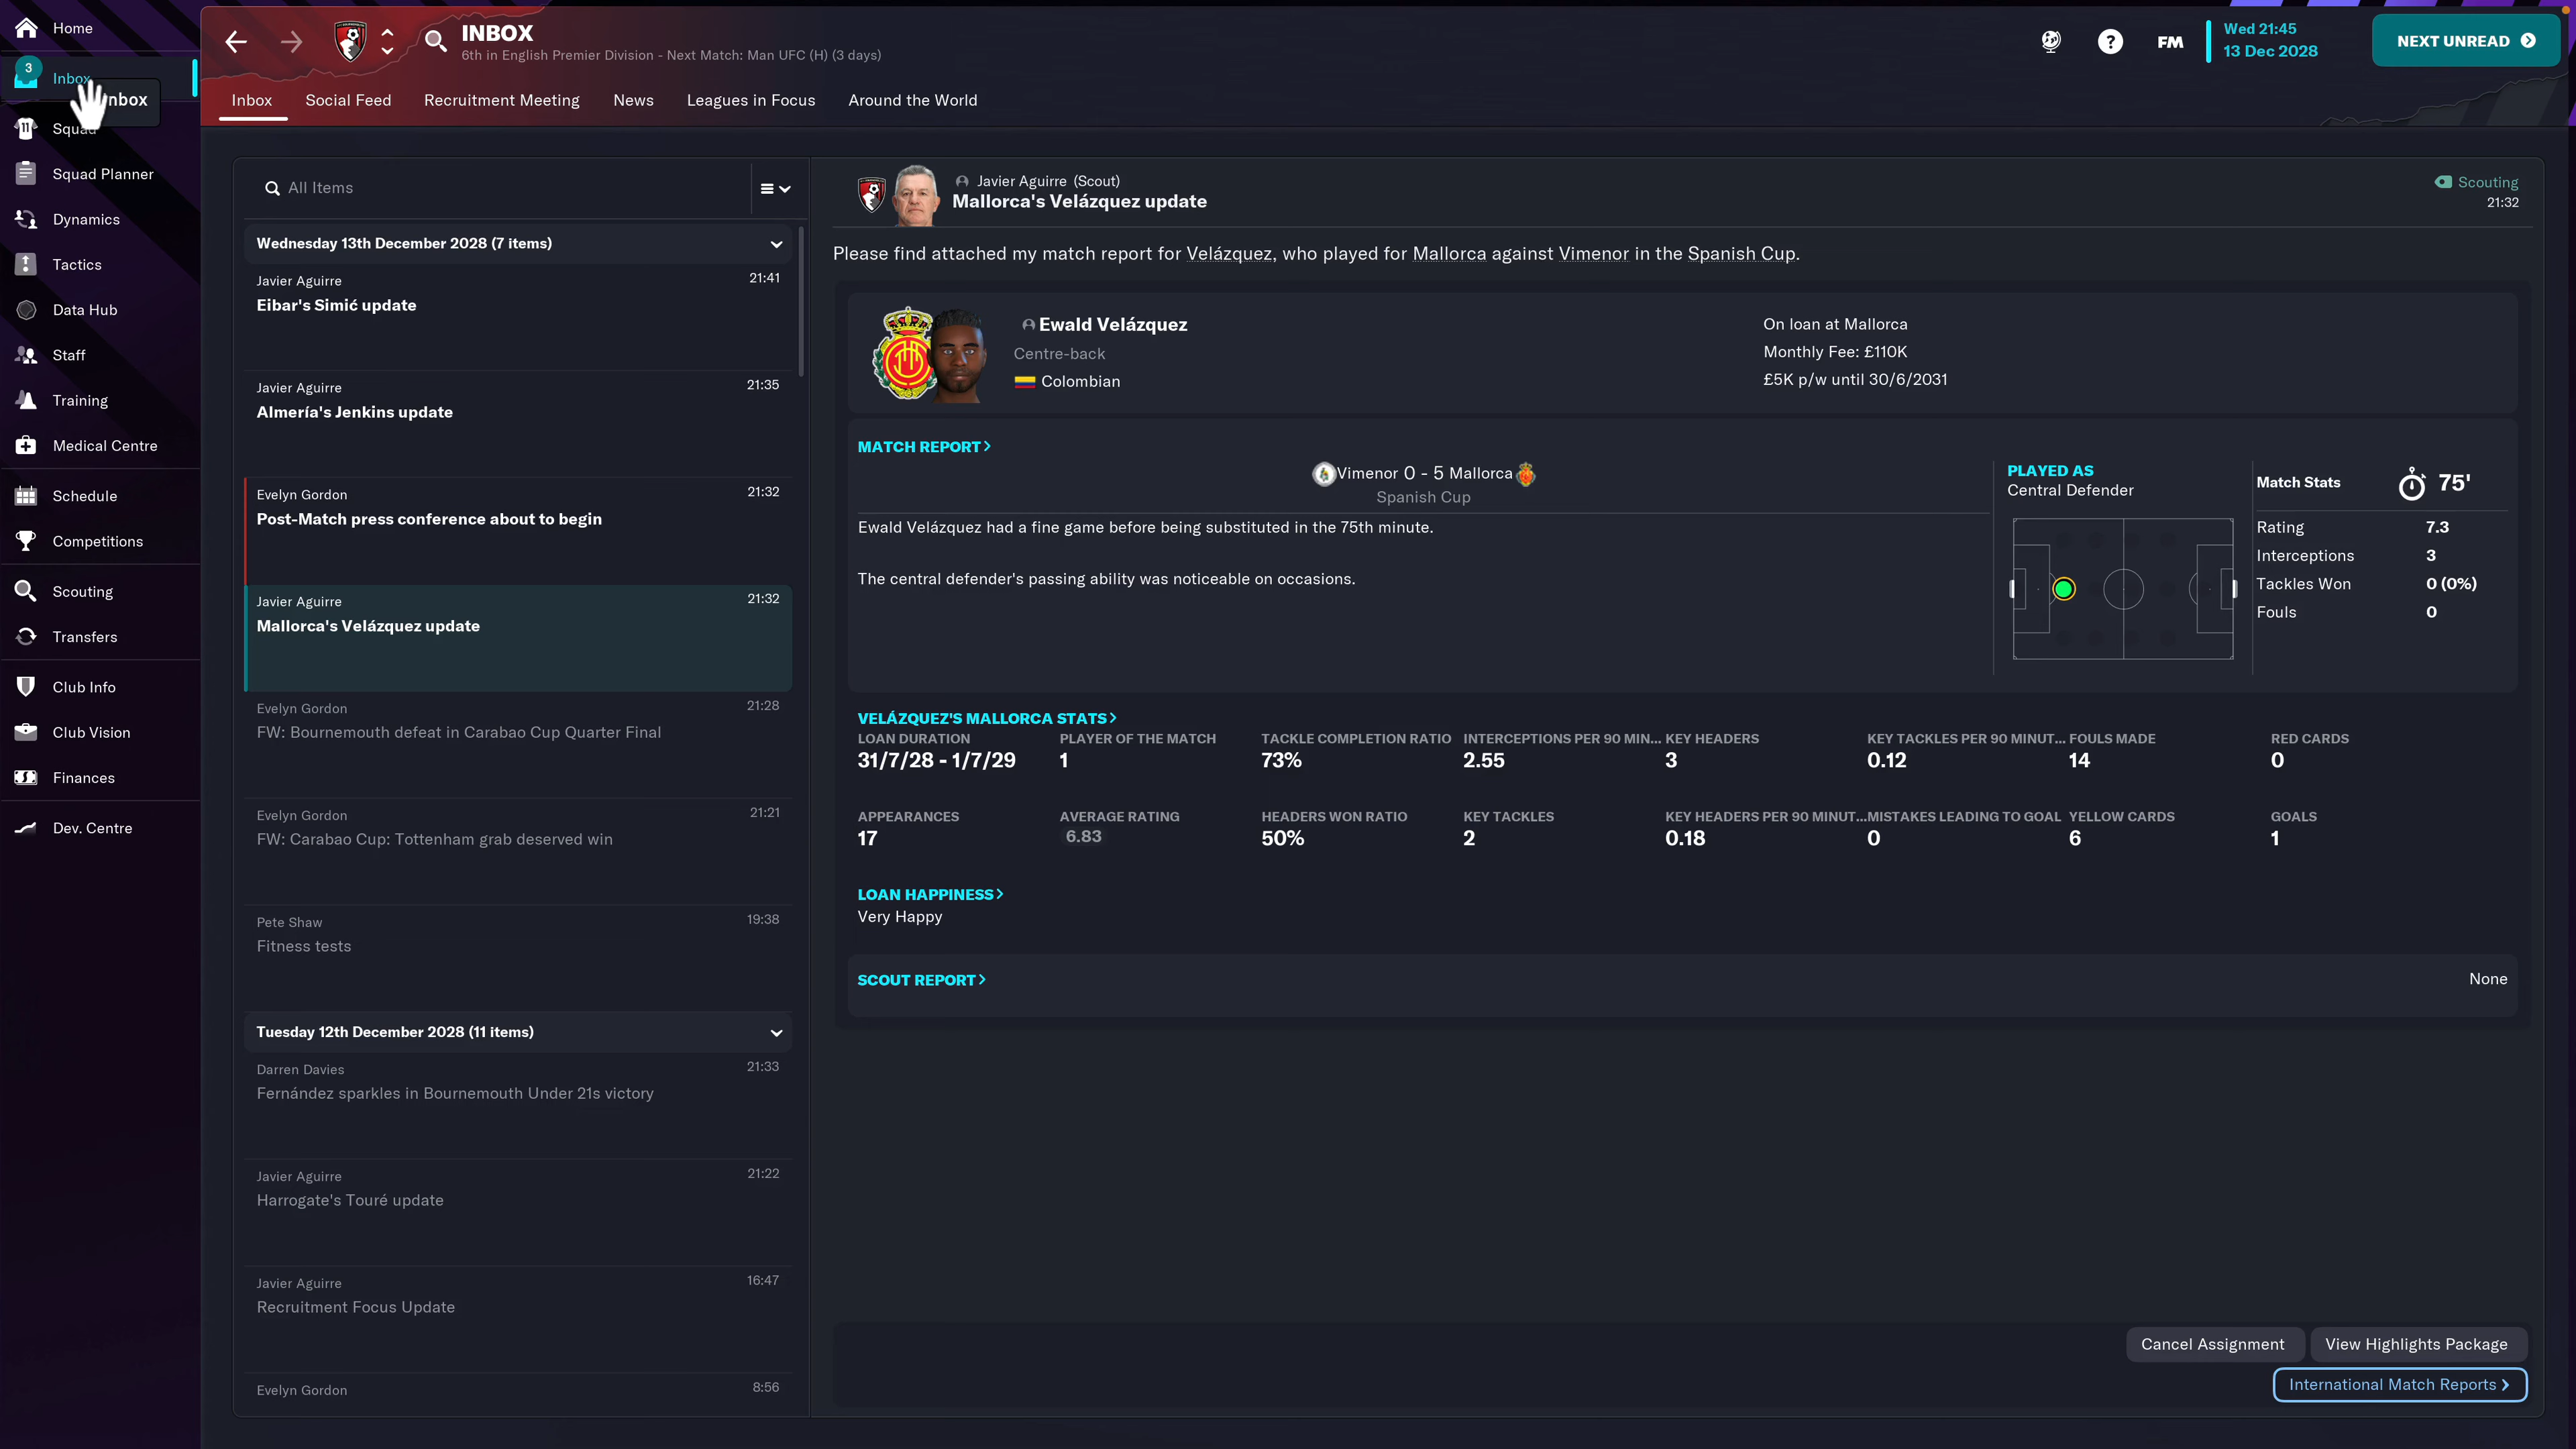 Home
3
Inbox
Squad
Squad Planner
Dynamics
Tactics
Data Hub
Staff
Training
Medical Centre
Schedule
Competitions
Scouting
Transfers
Club Info
Club Vision
Finances
Dev. Centre
INBOX
6th in English Premier Division - Next Match: Man UFC (H) (3 days)
? FM
Wed 21:45
13 Dec 2028
NEXT UNREAD
Inbox Social Feed Recruitment Meeting News Leagues in Focus Around the World
All Items
Wednesday 13th December 2028 (7 items)
Javier Aguirre 21:41
Eibar's Simić update
Javier Aguirre 21:35
Almería's Jenkins update
Evelyn Gordon 21:32
Post-Match press conference about to begin
Javier Aguirre 21:32
Mallorca's Velázquez update
Evelyn Gordon 21:28
FW: Bournemouth defeat in Carabao Cup Quarter Final
Evelyn Gordon 21:21
FW: Carabao Cup: Tottenham grab deserved win
Pete Shaw 19:38
Fitness tests
Tuesday 12th December 2028 (11 items)
Darren Davies 21:33
Fernández sparkles in Bournemouth Under 21s victory
Javier Aguirre 21:22
Harrogate's Touré update
Javier Aguirre 16:47
Recruitment Focus Update
Evelyn Gordon 8:56
Javier Aguirre (Scout)
Mallorca's Velázquez update
Scouting
21:32
Please find attached my match report for Velázquez, who played for Mallorca against Vimenor in the Spanish Cup.
Ewald Velázquez
Centre-back
Colombian
On loan at Mallorca
Monthly Fee: £110K
£5K p/w until 30/6/2031
MATCH REPORT
Vimenor 0 - 5 Mallorca
Spanish Cup
Ewald Velázquez had a fine game before being substituted in the 75th minute.
The central defender's passing ability was noticeable on occasions.
PLAYED AS
Central Defender
Match Stats 75'
Rating 7.3
Interceptions 3
Tackles Won 0 (0%)
Fouls 0
VELÁZQUEZ'S MALLORCA STATS
LOAN DURATION PLAYER OF THE MATCH TACKLE COMPLETION RATIO INTERCEPTIONS PER 90 MIN... KEY HEADERS KEY TACKLES PER 90 MINUT... FOULS MADE RED CARDS
31/7/28 - 1/7/29 1 73% 2.55 3 0.12 14 0
APPEARANCES AVERAGE RATING HEADERS WON RATIO KEY TACKLES KEY HEADERS PER 90 MINUT... MISTAKES LEADING TO GOAL YELLOW CARDS GOALS
17 6.83 50% 2 0.18 0 6 1
LOAN HAPPINESS
Very Happy
SCOUT REPORT None
Cancel Assignment View Highlights Package
International Match Reports